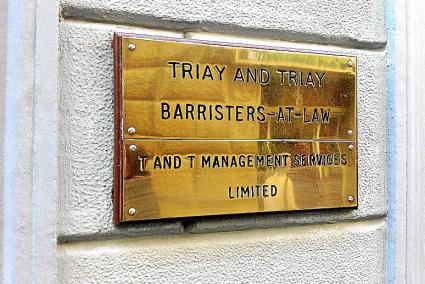 TRIAY AND TRIAY
BARRISTERS-AT-LAW
T AND T MANAGEMENT SERVICES
LIMITED